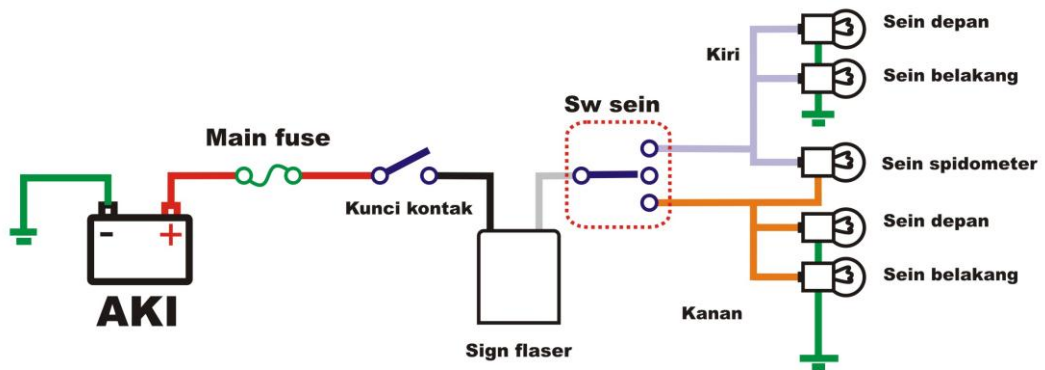 Sein depan
Kiri
Sein belakang
Sw sein
Main fuse
Sein spidometer
Kunci kontak
Sein depan
- +
AKI
Sein belakang
Kanan
Sign flaser